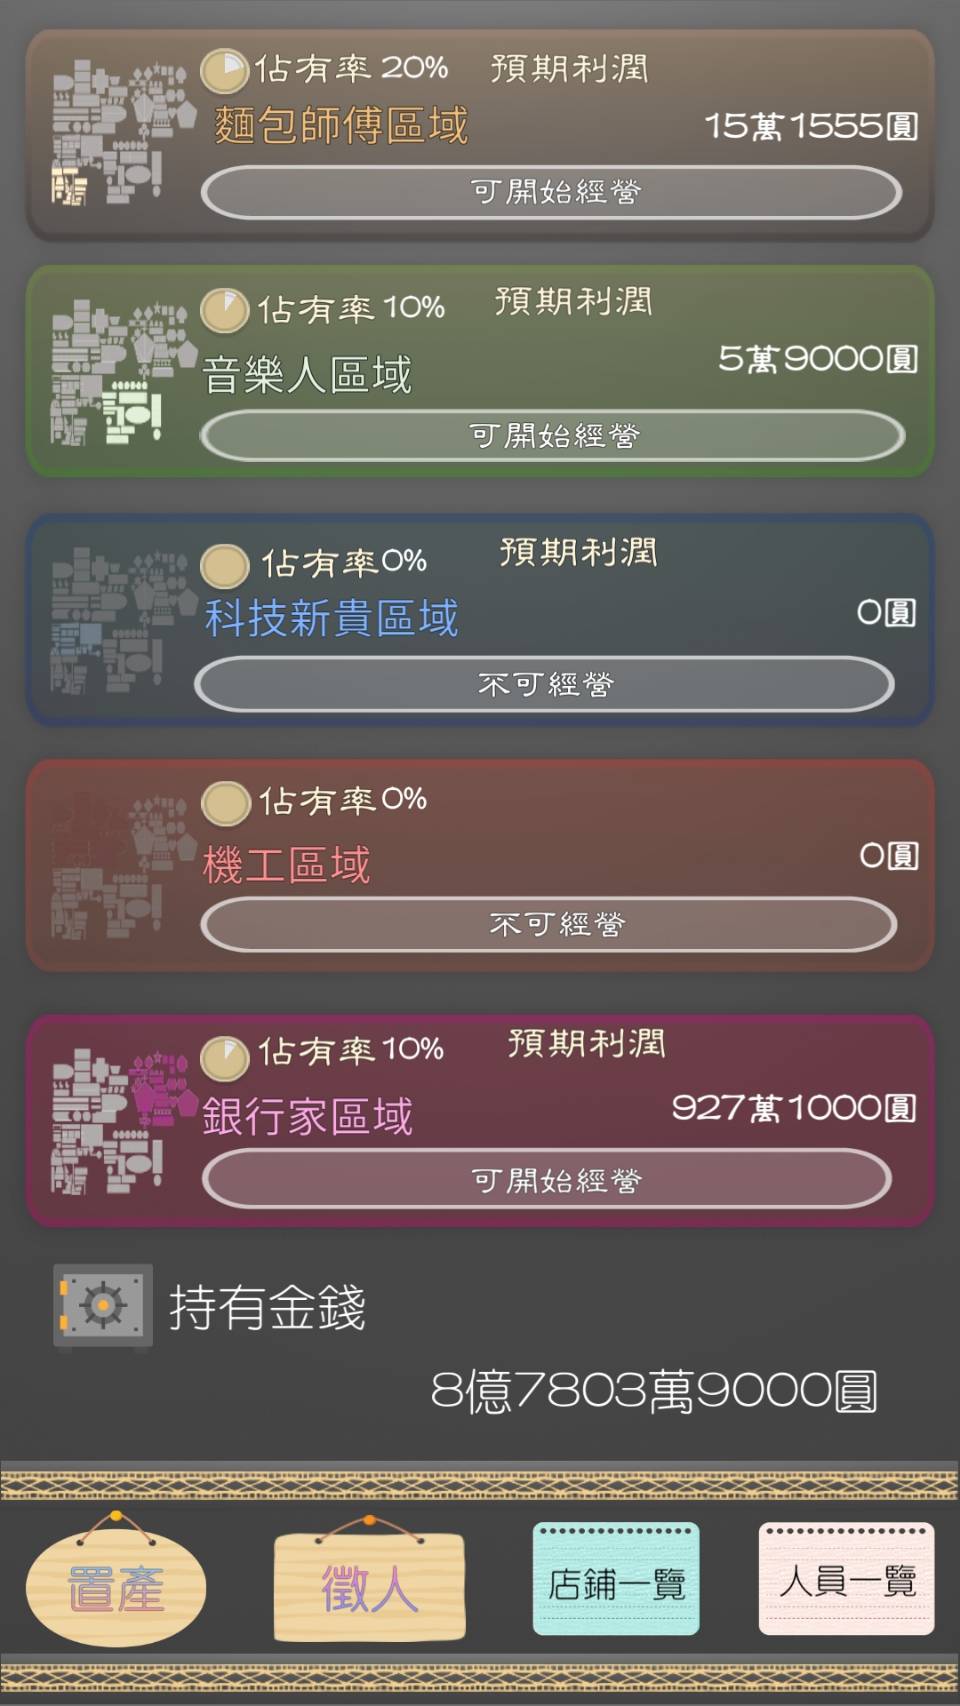 佔有率 20% 預期利潤
麵包師傅區域
15萬1555圓
可開始經營
佔有率 10% 預期利潤
音樂人區域
5萬9000圓
可開始經營
佔有率0% 預期利潤
科技新貴區域
0圓
不可經營
佔有率0%
機工區域
0圓
不可經營
佔有率10% 預期利潤
銀行家區域
927萬1000圓
可開始經營
持有金錢
8億7803萬9000圓
置產 徵人 店鋪一覽 人員一覽